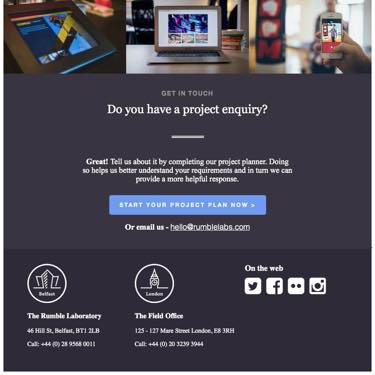 GET IN TOUCH
Do you have a project enquiry?
Great! Tell us about it by completing our project planner. Doing
so helps us better understand your requirements and in turn we can
provide a more helpful response.
START YOUR PROJECT PLAN NOW >
Or email us - hello@rumblelabs.com
Belfast
London
On the web
The Rumble Laboratory
The Field Office
46 Hill St, Belfast, BT1 2LB
125 - 127 Mare Street London, E8 3RH
Call: +44 (0) 28 9568 0011
Call: +44 (0) 20 3239 3944